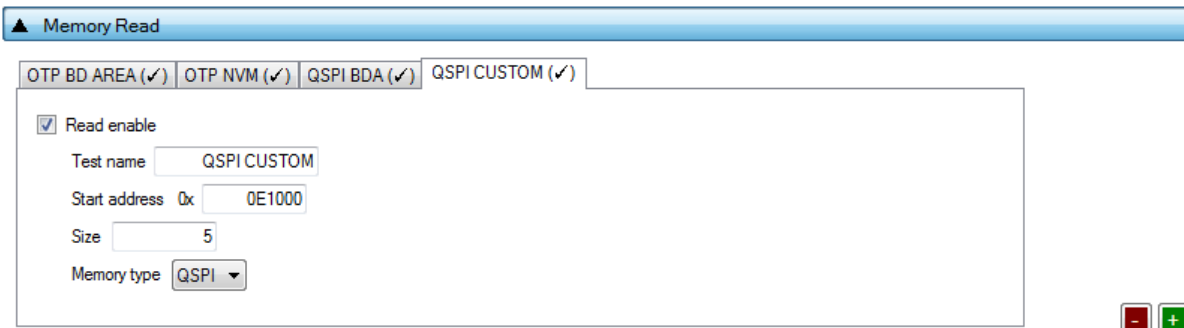 ▲ Memory Read
OTP BD AREA (✓) OTP NVM (✓) QSPI BDA (✓) QSPI CUSTOM (✓)
Read enable
Test name QSPI CUSTOM
Start address 0x 0E1000
Size 5
Memory type QSPI
- +